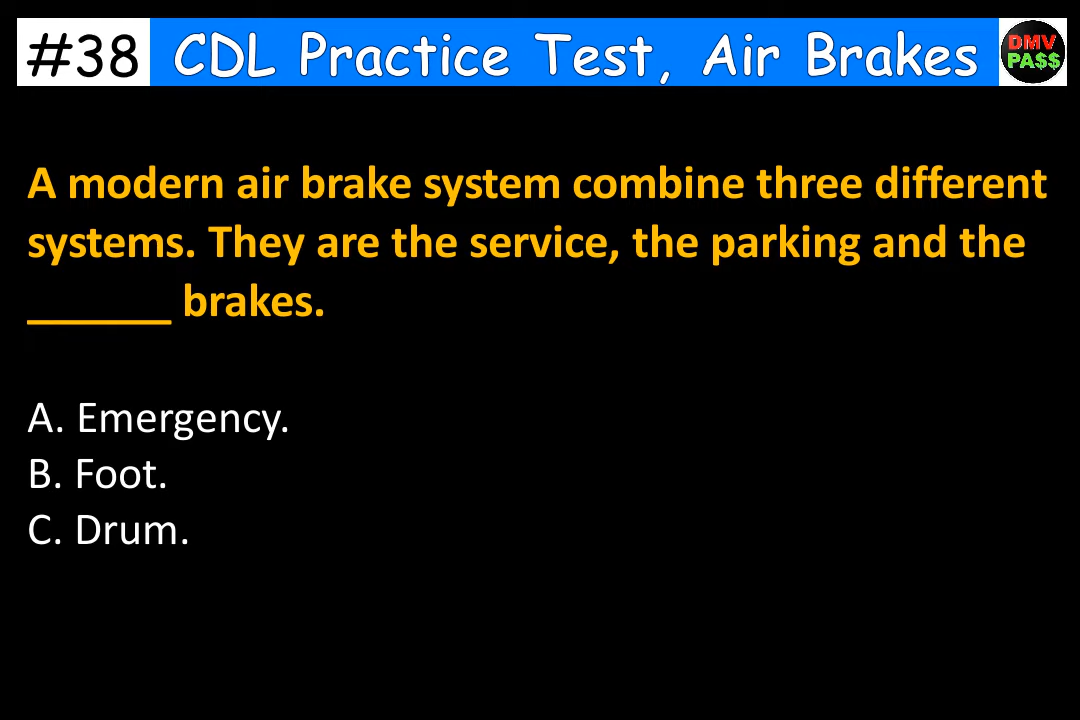 #38 CDL Practice Test, Air Brakes DMV
PA$$
A modern air brake system combine three different
systems. They are the service, the parking and the
______ brakes.
A. Emergency.
B. Foot.
C. Drum.